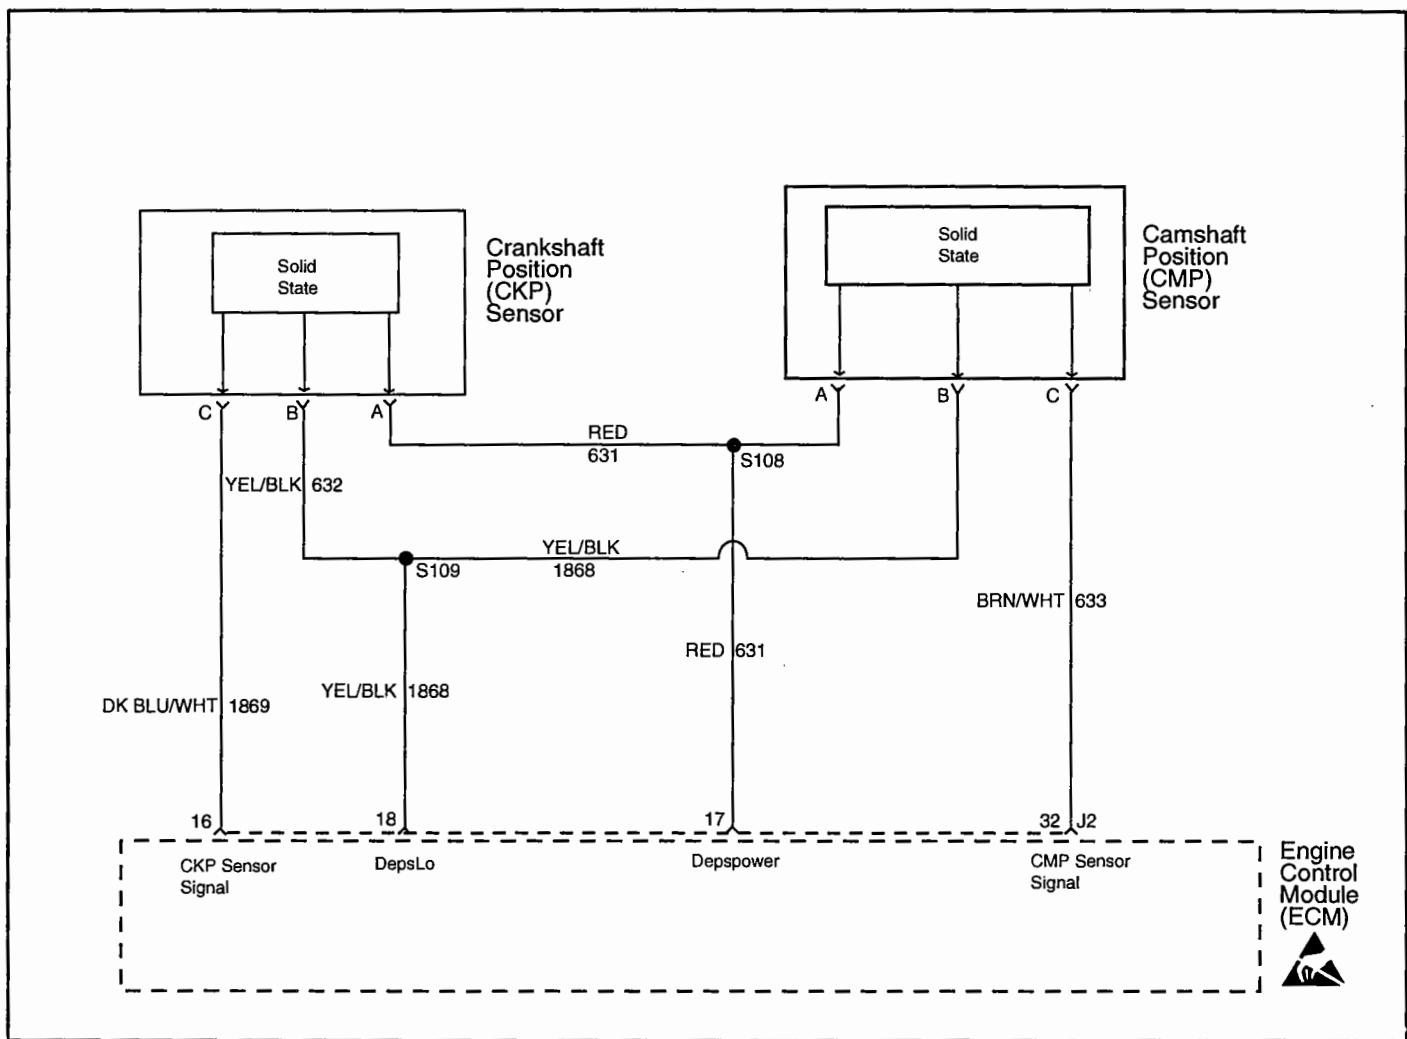 Solid
State
Crankshaft
Position
(CKP)
Sensor
Solid
State
Camshaft
Position
(CMP)
Sensor
C B A
A B C
RED
631
S108
YEL/BLK 632
YEL/BLK
1868
S109
BRN/WHT 633
RED 631
YEL/BLK 1868
DK BLU/WHT 1869
16 18 17 32 J2
CKP Sensor
Signal
DepsLo
Depspower
CMP Sensor
Signal
Engine
Control
Module
(ECM)